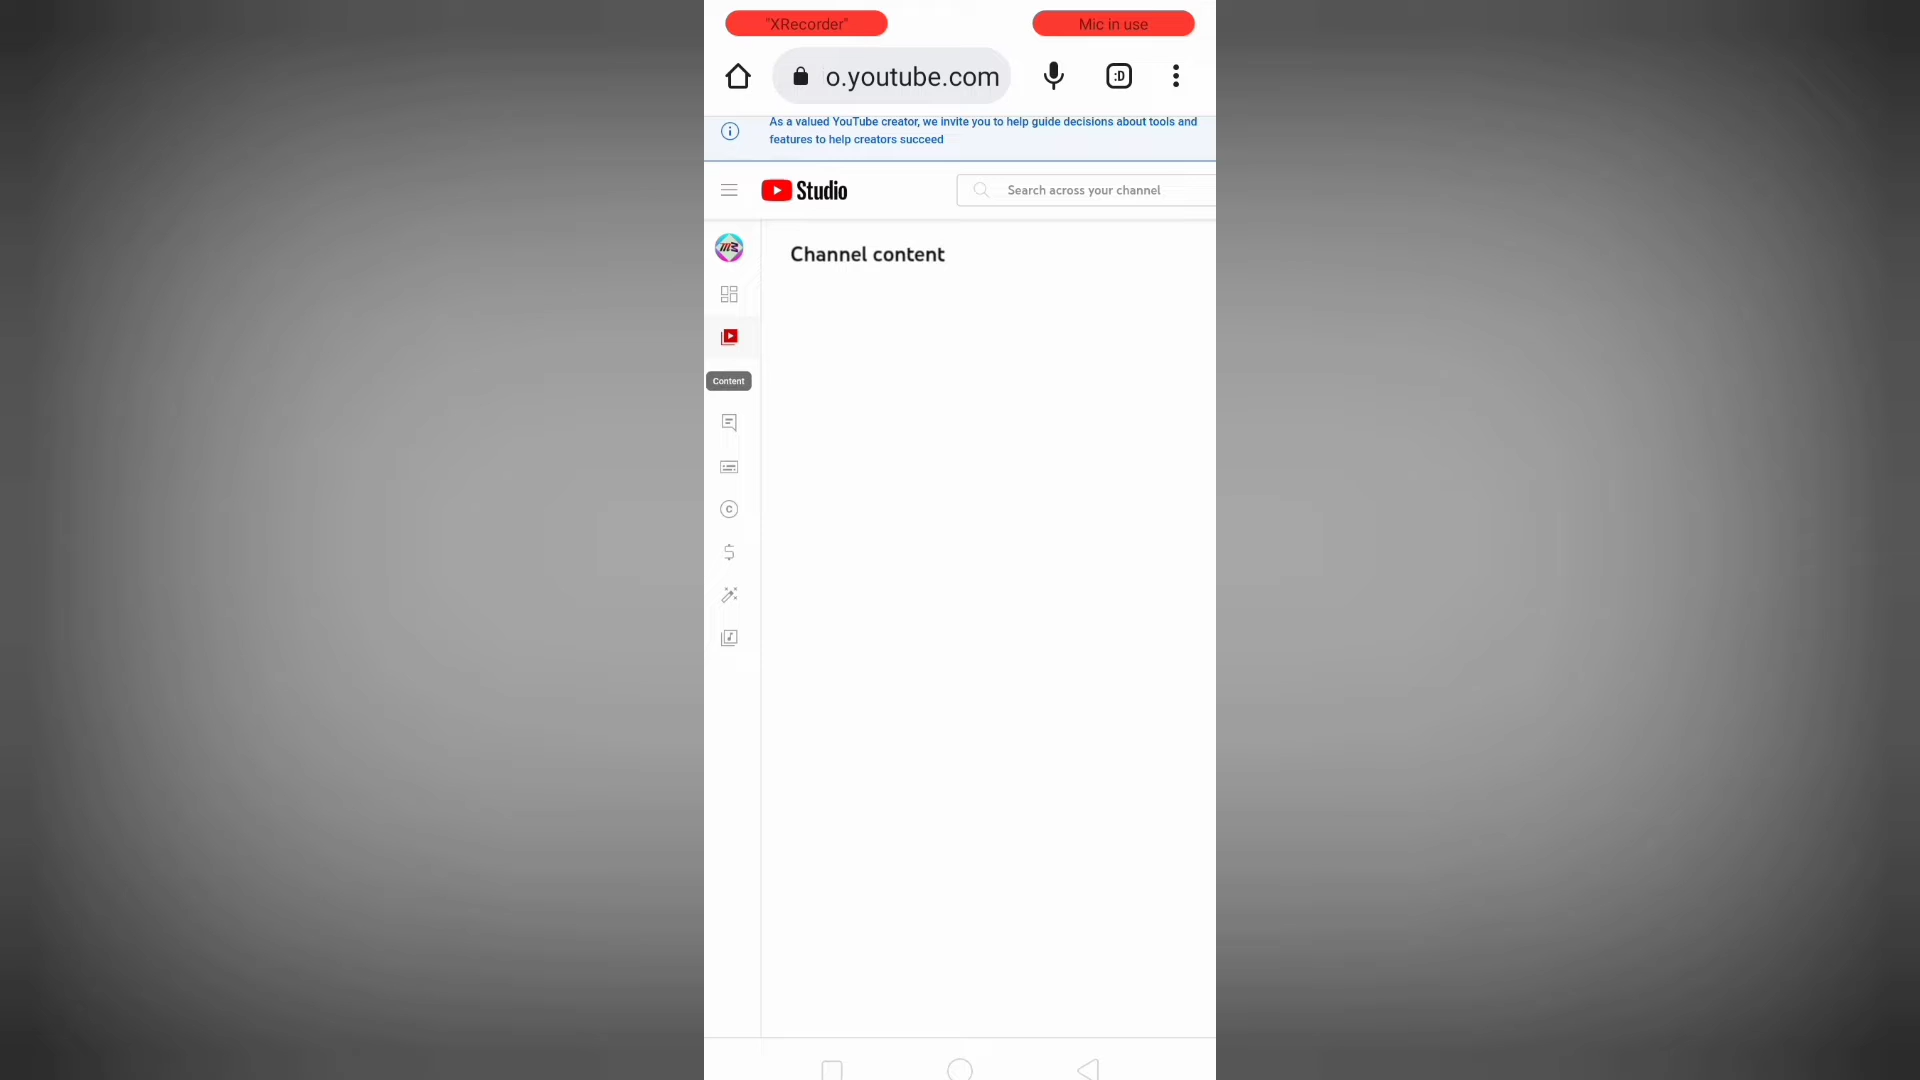 "XRecorder"
Mic in use
o.youtube.com
:D
As a valued YouTube creator, we invite you to help guide decisions about tools and
features to help creators succeed
Studio
Search across your channel
Channel content
Content